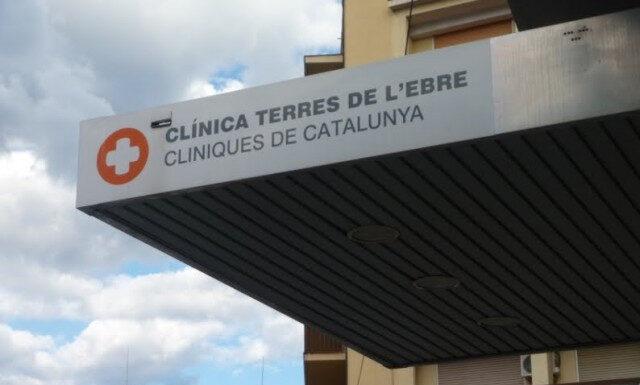 CLÍNICA TERRES DE L'EBRE
CLINIQUES DE CATALUNYA